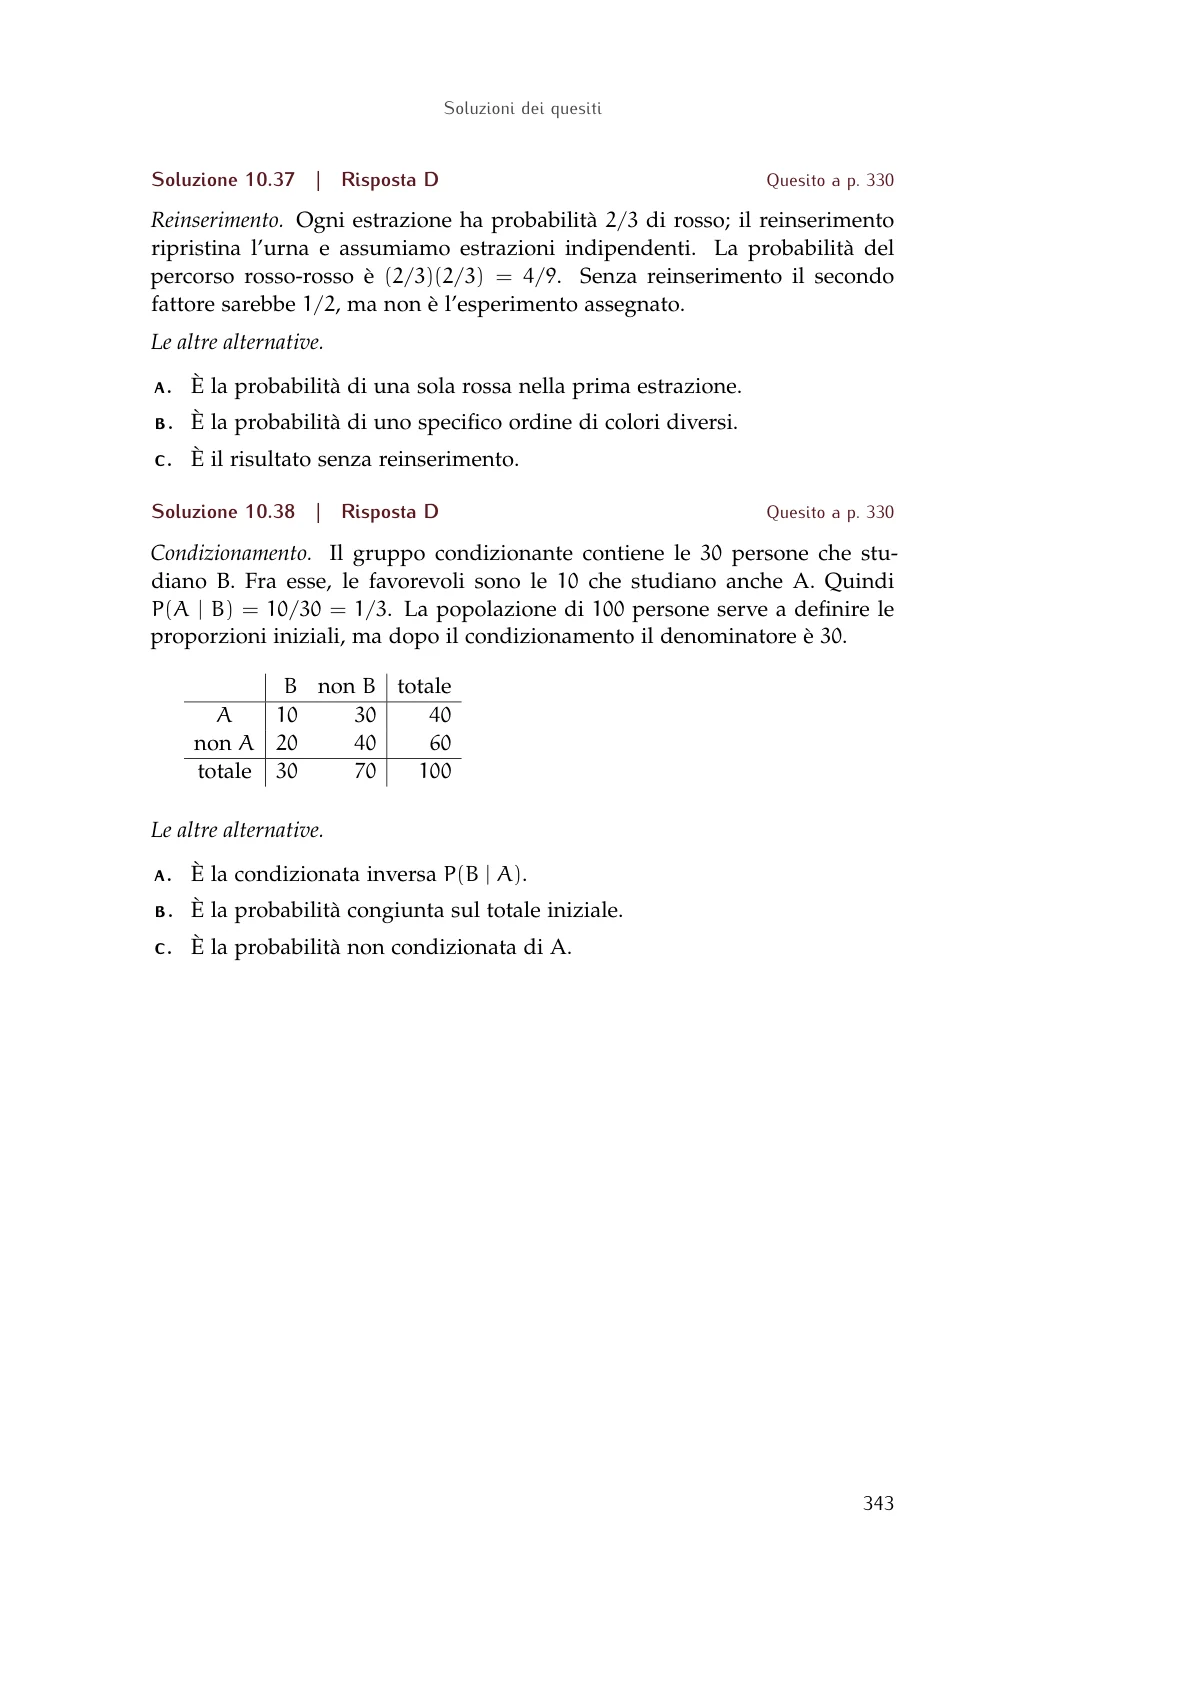 Soluzioni dei quesiti
Soluzione 10.37 | Risposta D Quesito a p. 330
Reinserimento. Ogni estrazione ha probabilità 2/3 di rosso; il reinserimento
ripristina l'urna e assumiamo estrazioni indipendenti. La probabilità del
percorso rosso-rosso è (2/3)(2/3) = 4/9. Senza reinserimento il secondo
fattore sarebbe 1/2, ma non è l'esperimento assegnato.
Le altre alternative.
A. È la probabilità di una sola rossa nella prima estrazione.
B. È la probabilità di uno specifico ordine di colori diversi.
C. È il risultato senza reinserimento.
Soluzione 10.38 | Risposta D Quesito a p. 330
Condizionamento. Il gruppo condizionante contiene le 30 persone che stu-
diano B. Fra esse, le favorevoli sono le 10 che studiano anche A. Quindi
P(A | B) = 10/30 = 1/3. La popolazione di 100 persone serve a definire le
proporzioni iniziali, ma dopo il condizionamento il denominatore è 30.
B non B totale
A 10 30 40
non A 20 40 60
totale 30 70 100
Le altre alternative.
A. È la condizionata inversa P(B | A).
B. È la probabilità congiunta sul totale iniziale.
C. È la probabilità non condizionata di A.
343